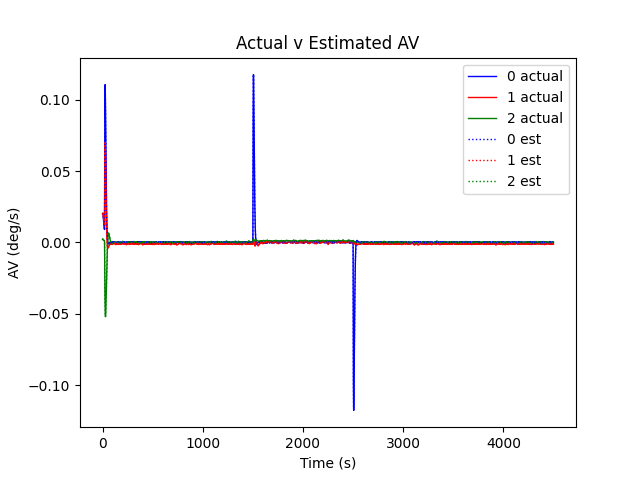 Actual v Estimated AV
0 actual
1 actual
2 actual
0 est
1 est
2 est
0.10
0.05
0.00
−0.05
−0.10
AV (deg/s)
0 1000 2000 3000 4000
Time (s)